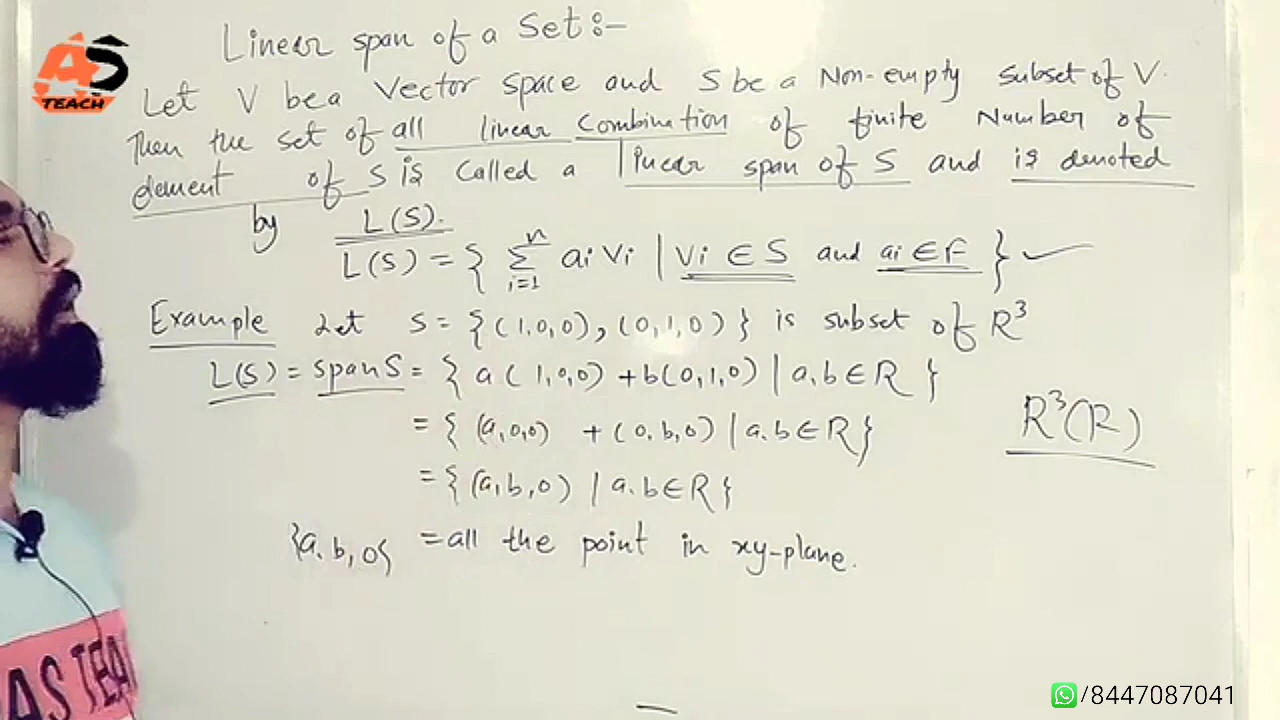 AS
TEACH
Linear span of a Set:-
Let V be a Vector space and S be a Non-empty subset of V.
Then the set of all linear Combination of finite Number of
element of S is Called a linear span of S and is denoted
by L(S).
L(S) = { n∑i=1 ai Vi | Vi ∈ S and ai ∈ F }
Example Let S = {(1,0,0), (0,1,0)} is subset of R³
L(S) = span S = { a(1,0,0) + b(0,1,0) | a,b ∈ R }
= { (a,0,0) + (0,b,0) | a,b ∈ R }
R³(R)
= { (a,b,0) | a,b ∈ R }
{a,b,0} = all the point in xy-plane.
AS TEA
/8447087041